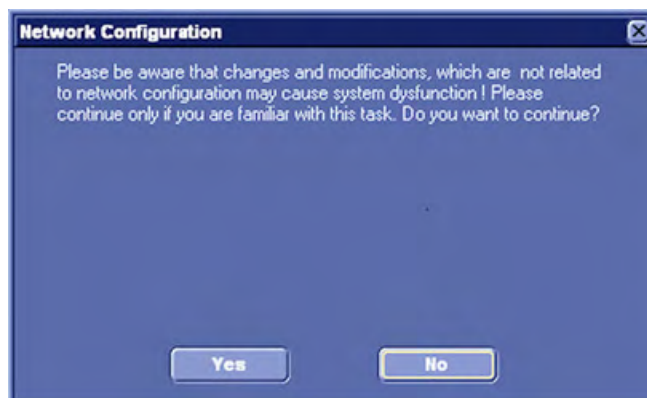 Network Configuration
Please be aware that changes and modifications, which are not related
to network configuration may cause system dysfunction ! Please
continue only if you are familiar with this task. Do you want to continue?
Yes
No